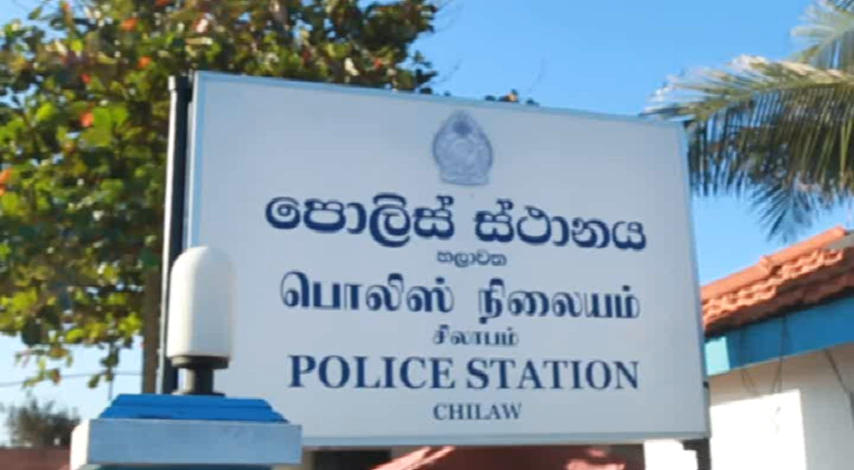 පොලිස් ස්ථානය
හලාවත
பொலிஸ் நிலையம்
சிலாபம்
POLICE STATION
CHILAW